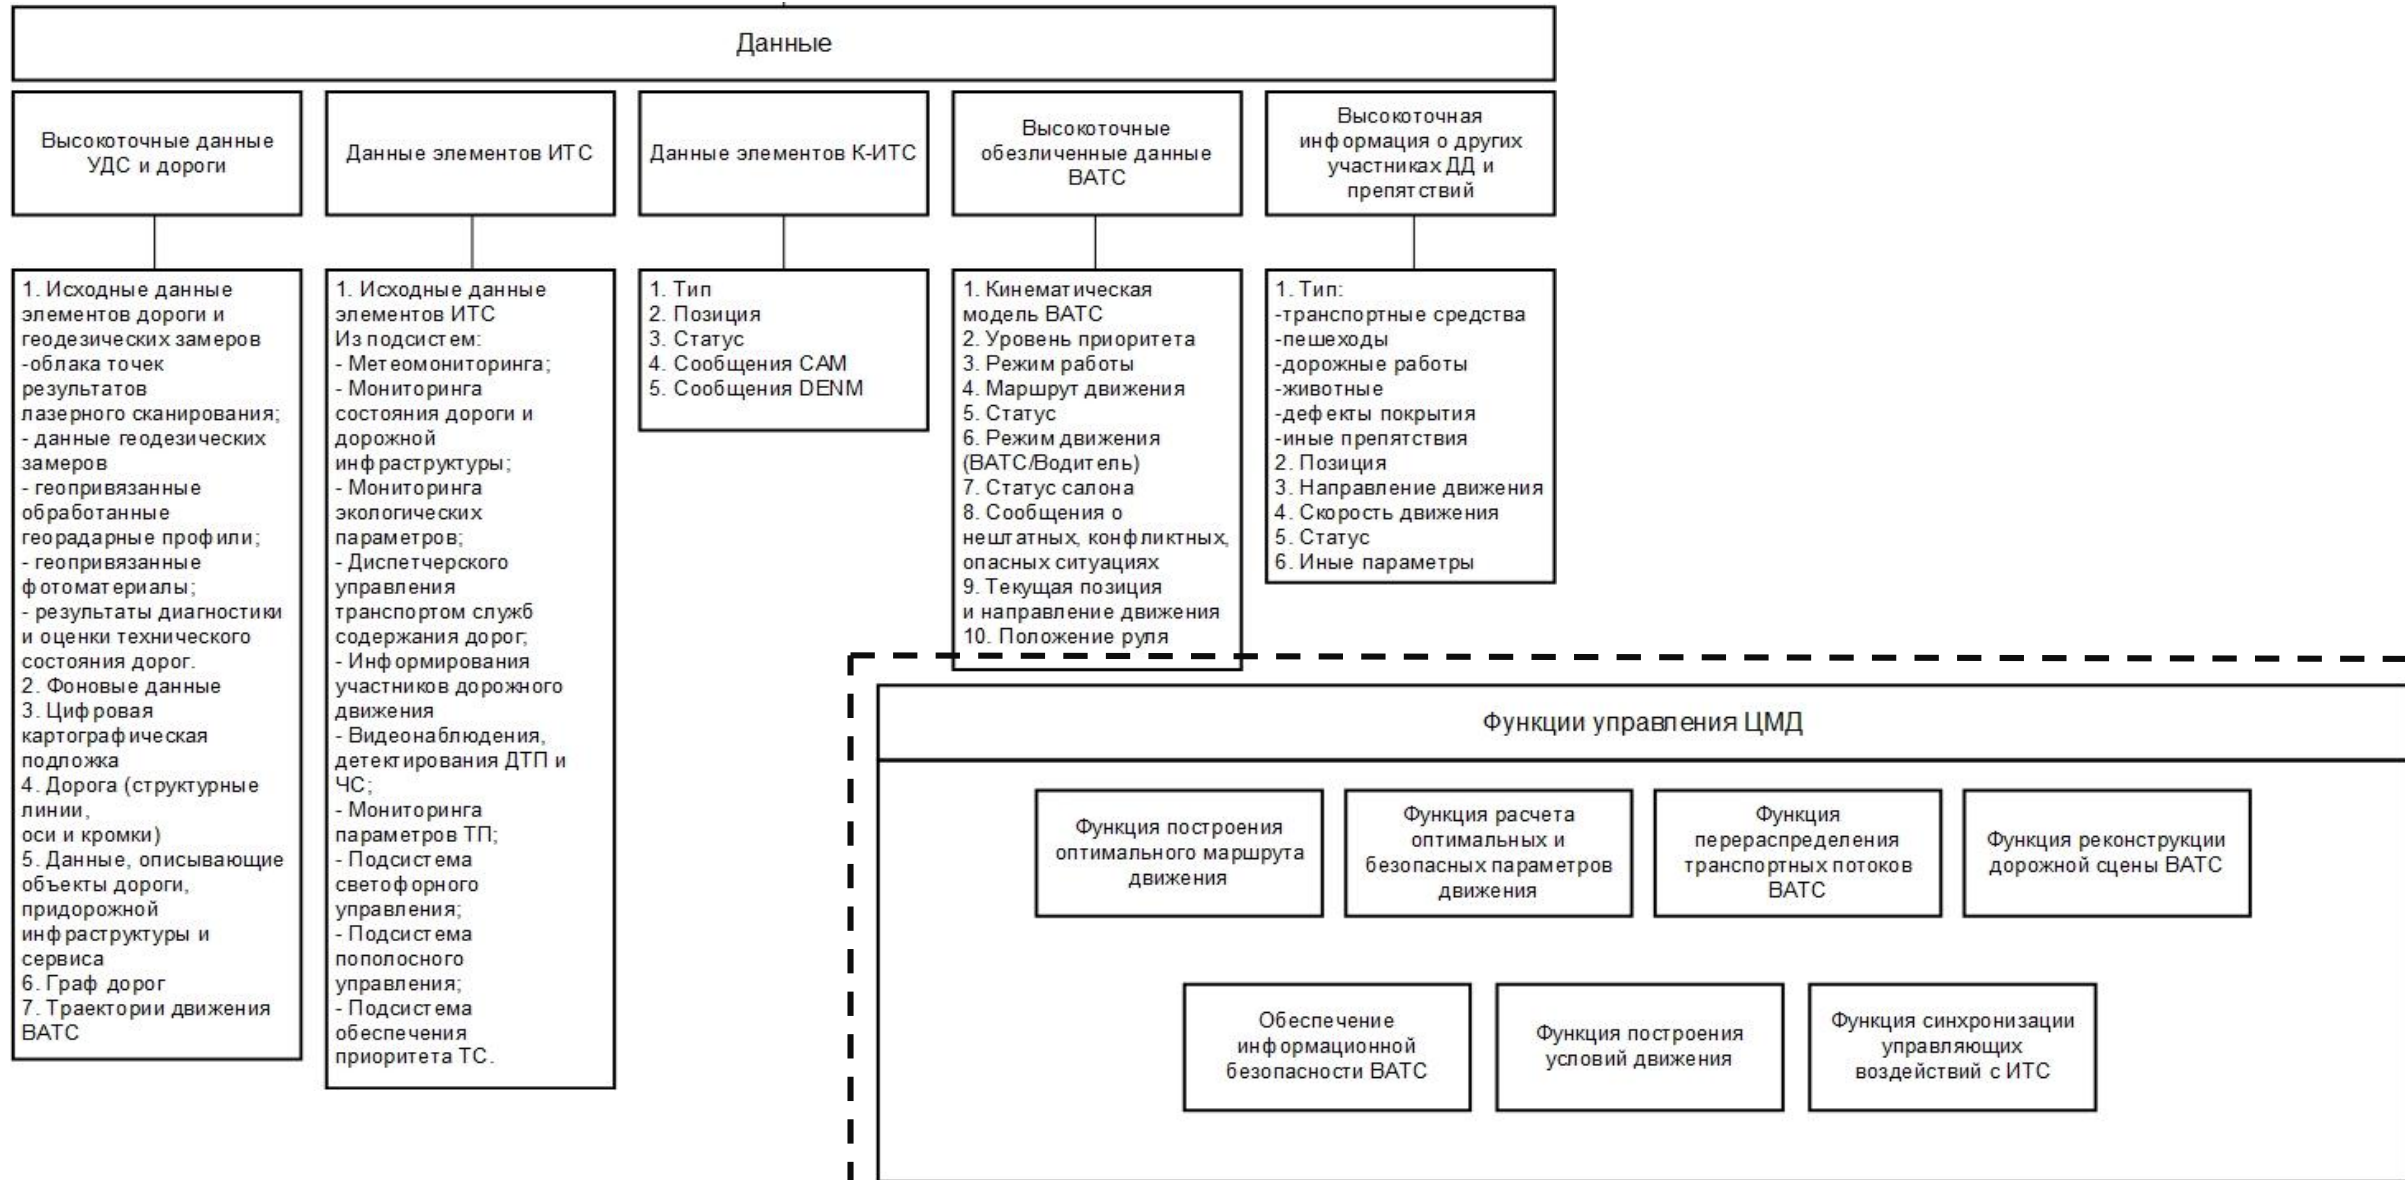 Данные
Высокоточные данные
УДС и дороги
Данные элементов ИТС
Данные элементов К-ИТС
Высокоточные
обезличенные данные
ВАТС
Высокоточная
информация о других
участниках ДД и
препятствий
1. Исходные данные
элементов дороги и
геодезических замеров
-облака точек
результатов
лазерного сканирования;
- данные геодезических
замеров
- геопривязанные
обработанные
георадарные профили;
- геопривязанные
фотоматериалы;
- результаты диагностики
и оценки технического
состояния дорог.
2. Фоновые данные
3. Цифровая
картографическая
подложка
4. Дорога (структурные
линии,
оси и кромки)
5. Данные, описывающие
объекты дороги,
придорожной
инфраструктуры и
сервиса
6. Граф дорог
7. Траектории движения
ВАТС
1. Исходные данные
элементов ИТС
Из подсистем:
- Метеомониторинга;
- Мониторинга
состояния дороги и
дорожной
инфраструктуры;
- Мониторинга
экологических
параметров;
- Диспетчерского
управления
транспортом служб
содержания дорог;
- Информирования
участников дорожного
движения
- Видеонаблюдения,
детектирования ДТП и
ЧС;
- Мониторинга
параметров ТП;
- Подсистема
светофорного
управления;
- Подсистема
пополосного
управления;
- Подсистема
обеспечения
приоритета ТС.
1. Тип
2. Позиция
3. Статус
4. Сообщения CAM
5. Сообщения DENM
1. Кинематическая
модель ВАТС
2. Уровень приоритета
3. Режим работы
4. Маршрут движения
5. Статус
6. Режим движения
(ВАТС/Водитель)
7. Статус салона
8. Сообщения о
нештатных, конфликтных,
опасных ситуациях
9. Текущая позиция
и направление движения
10. Положение руля
1. Тип:
-транспортные средства
-пешеходы
-дорожные работы
-животные
-дефекты покрытия
-иные препятствия
2. Позиция
3. Направление движения
4. Скорость движения
5. Статус
6. Иные параметры
Функции управления ЦМД
Функция построения
оптимального маршрута
движения
Функция расчета
оптимальных и
безопасных параметров
движения
Функция
перераспределения
транспортных потоков
ВАТС
Функция реконструкции
дорожной сцены ВАТС
Обеспечение
информационной
безопасности ВАТС
Функция построения
условий движения
Функция синхронизации
управляющих
воздействий с ИТС